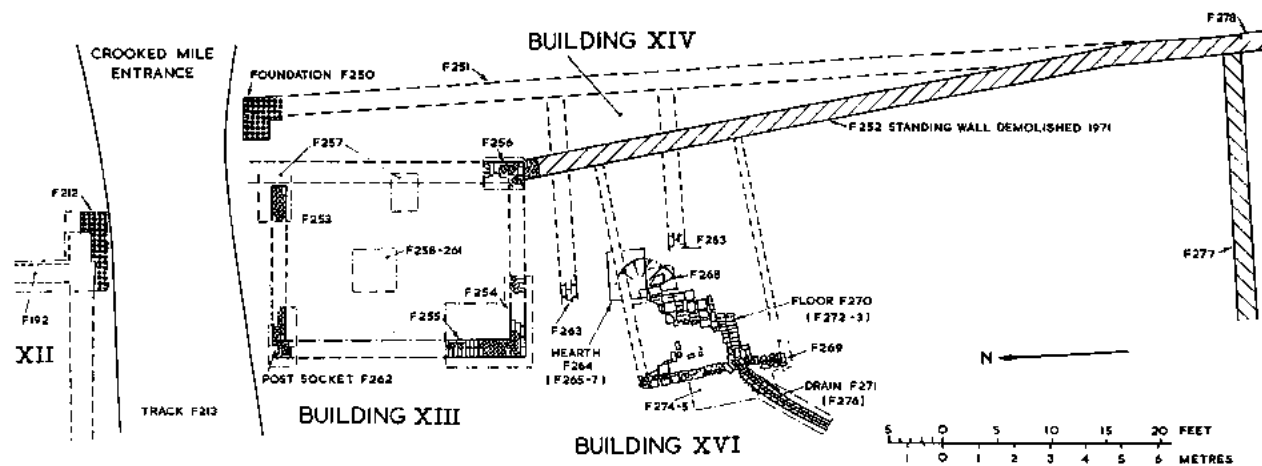 F278
BUILDING XIV
CROOKED MILE
ENTRANCE
F251
FOUNDATION F250
F252 STANDING WALL DEMOLISHED 1971
F257
F256
F212
F253
F263
F258-261
F268
F277
F254
FLOOR F270
(F272-3)
F192
F255
F263
HEARTH
F264
(F265-7)
F269
N
XII
POST SOCKET F262
DRAIN F271
(F276)
TRACK F213
BUILDING XIII
F274-5
BUILDING XVI
5 0 5 10 15 20 FEET
1 0 1 2 3 4 5 6 METRES